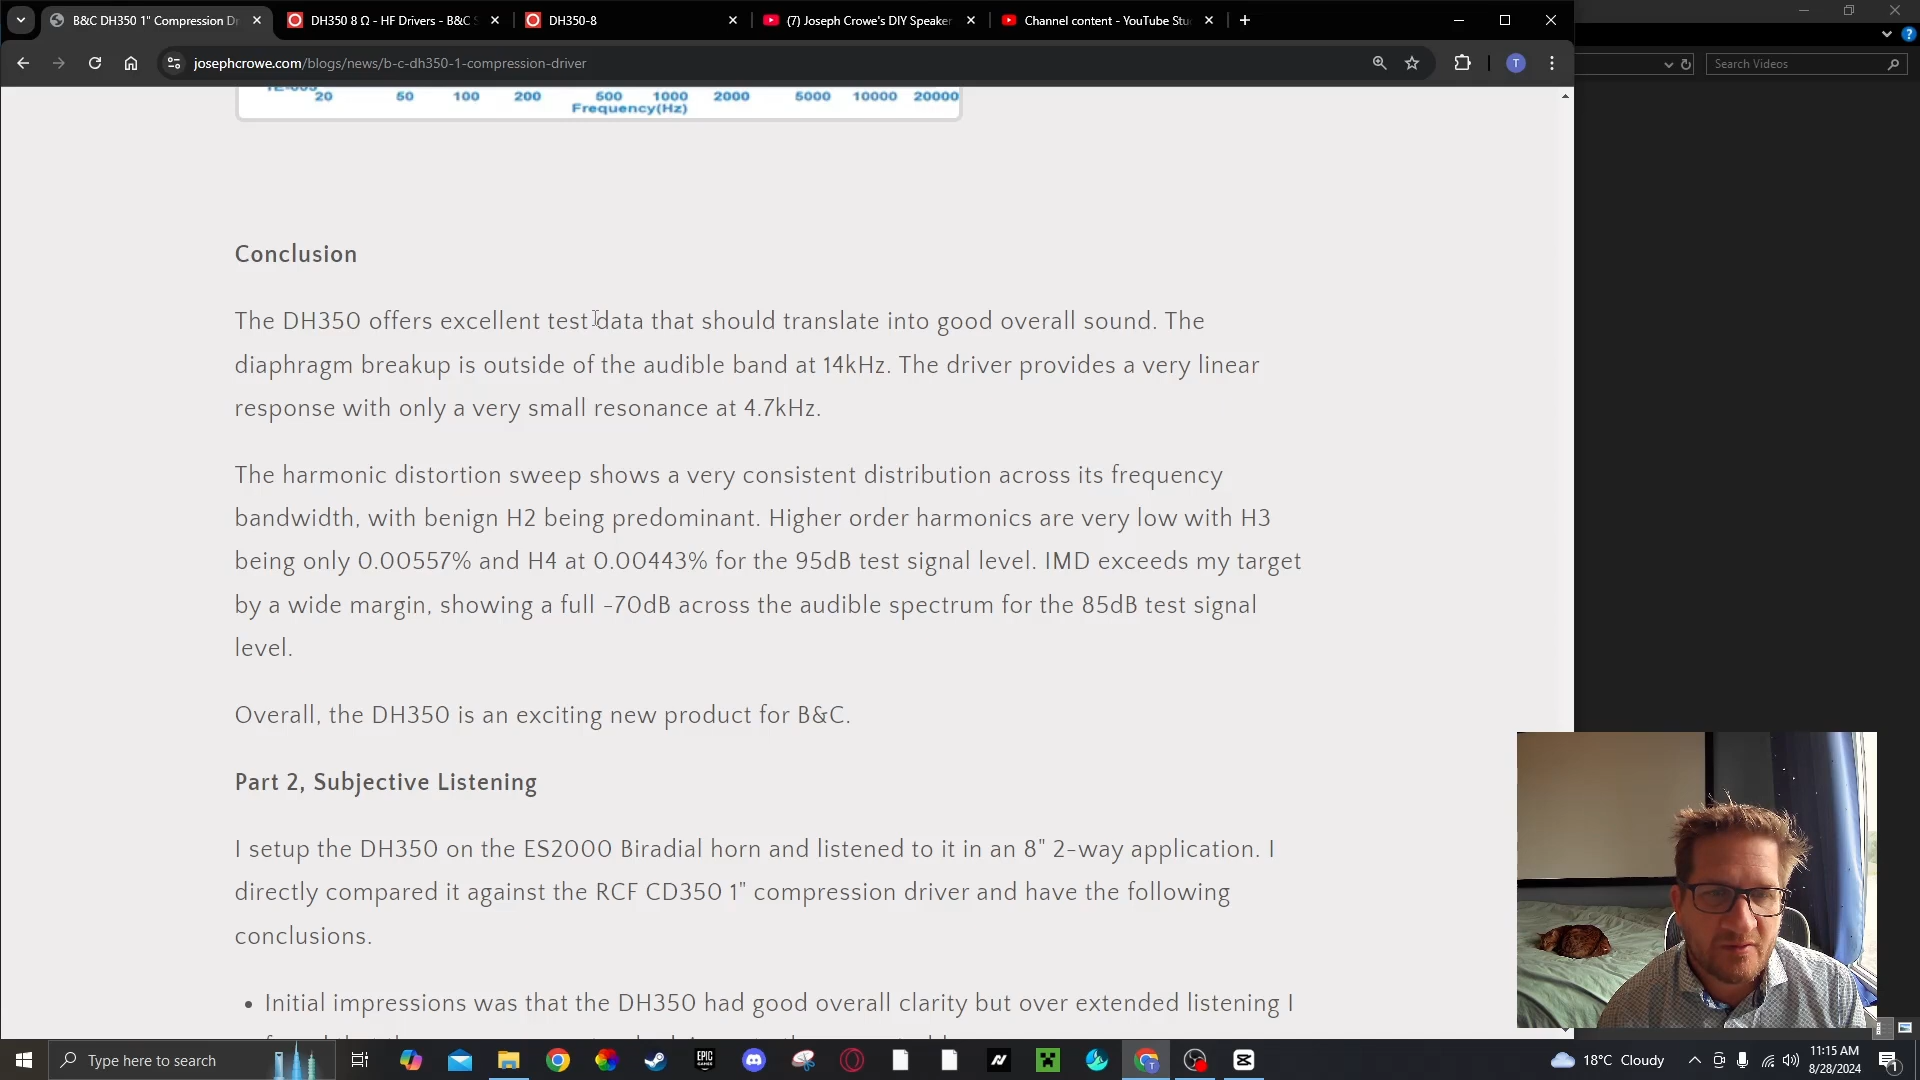 B&C DH350 1" Compression Dr
DH350 8 Ω - HF Drivers - B&C S
DH350-8
(7) Joseph Crowe's DIY Speaker
Channel content - YouTube Stu
josephcrowe.com/blogs/news/b-c-dh350-1-compression-driver
T
Search Videos
20 50 100 200 500 1000 2000 5000 10000 20000
Frequency(Hz)
Conclusion
The DH350 offers excellent test data that should translate into good overall sound. The
diaphragm breakup is outside of the audible band at 14kHz. The driver provides a very linear
response with only a very small resonance at 4.7kHz.
The harmonic distortion sweep shows a very consistent distribution across its frequency
bandwidth, with benign H2 being predominant. Higher order harmonics are very low with H3
being only 0.00557% and H4 at 0.00443% for the 95dB test signal level. IMD exceeds my target
by a wide margin, showing a full -70dB across the audible spectrum for the 85dB test signal
level.
Overall, the DH350 is an exciting new product for B&C.
Part 2, Subjective Listening
I setup the DH350 on the ES2000 Biradial horn and listened to it in an 8" 2-way application. I
directly compared it against the RCF CD350 1" compression driver and have the following
conclusions.
• Initial impressions was that the DH350 had good overall clarity but over extended listening I
Type here to search
EPIC
GAMES
18°C Cloudy
11:15 AM
8/28/2024
1